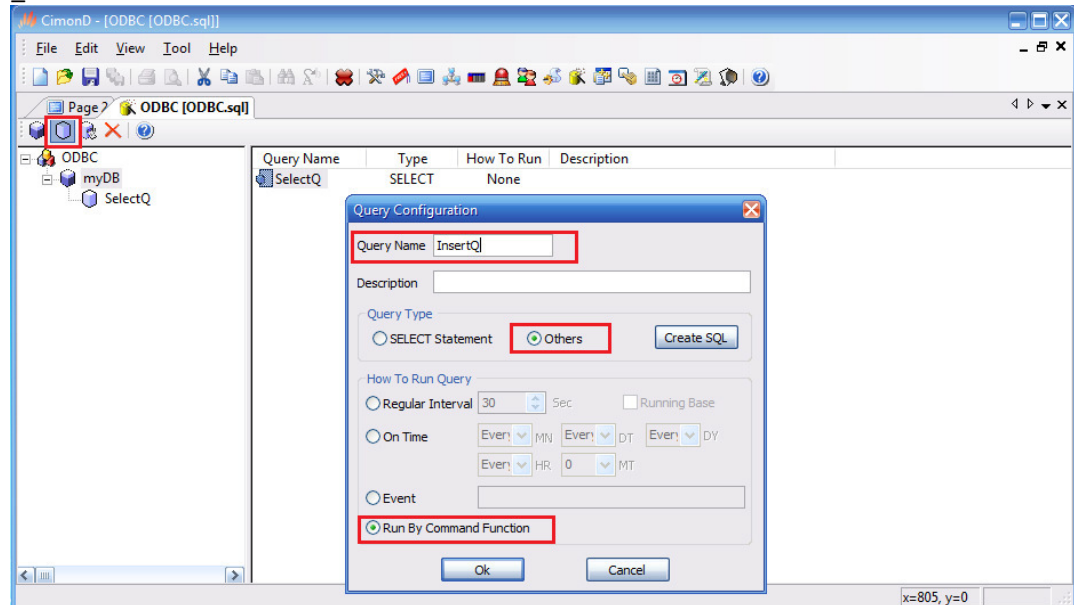 CimonD - [ODBC [ODBC.sql]]
File Edit View Tool Help
Page 2 ODBC [ODBC.sql]
ODBC
myDB
SelectQ
Query Name Type How To Run Description
SelectQ SELECT None
Query Configuration
Query Name InsertQ
Description
Query Type
SELECT Statement Others Create SQL
How To Run Query
Regular Interval 30 Sec Running Base
On Time Every MN Every DT Every DY
Every HR 0 MT
Event
Run By Command Function
Ok Cancel
x=805, y=0